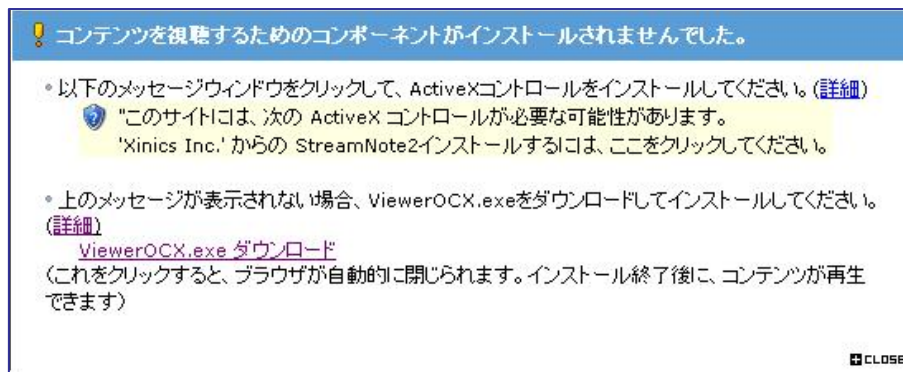 コンテンツを視聴するためのコンポーネントがインストールされませんでした。
以下のメッセージウィンドウをクリックして、ActiveXコントロールをインストールしてください。(詳細)
"このサイトには、次の ActiveX コントロールが必要な可能性があります。
'Xinics Inc.' からの StreamNote2インストールするには、ここをクリックしてください。
上のメッセージが表示されない場合、ViewerOCX.exeをダウンロードしてインストールしてください。
(詳細)
ViewerOCX.exe ダウンロード
(これをクリックすると、ブラウザが自動的に閉じられます。インストール終了後に、コンテンツが再生
できます)
CLOSE